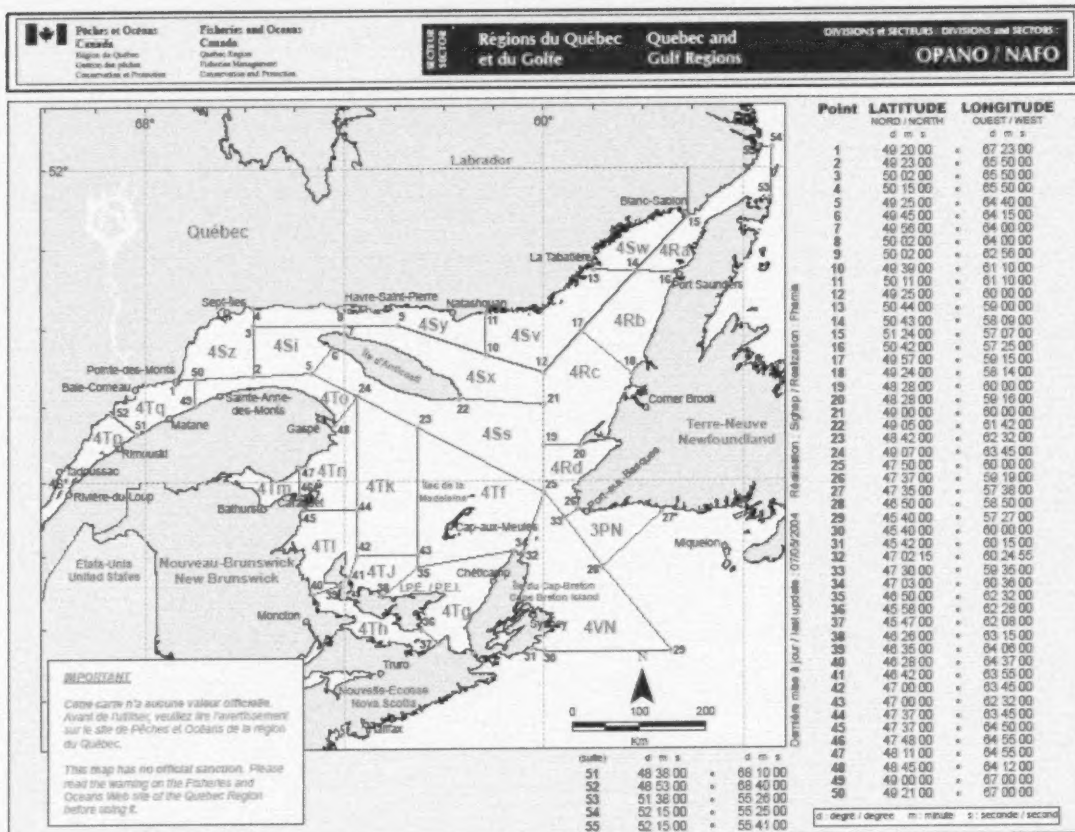 Pêches et Océans
Canada
Région du Québec
Gestion des pêches
Conservation et Protection
Fisheries and Oceans
Canada
Quebec Region
Fisheries Management
Conservation and Protection
SECTEUR
SECTOR
Régions du Québec
et du Golfe
Quebec and
Gulf Regions
DIVISIONS et SECTEURS : DIVISIONS and SECTORS :
OPANO / NAFO
68°
60°
52°
Labrador
Québec
Blanc-Sablon
La Tabatière
Port Saunders
Sept-Îles
Havre-Saint-Pierre
Natashquan
Pointe-des-Monts
Baie-Comeau
Sainte-Anne-
des-Monts
Île d'Anticosti
Matane
Gaspé
Rimouski
Tadoussac
Rivière-du-Loup
48°
Corner Brook
Terre-Neuve
Newfoundland
Port-aux-Basques
Îles de la
Madeleine
Cap-aux-Meules
Caraquet
Bathurst
Miquelon
États-Unis
United States
Nouveau-Brunswick
New Brunswick
Chéticamp
Île du Cap-Breton
Cape Breton Island
I.P.É. / P.E.I.
Moncton
Sydney
Truro
Nouvelle-Écosse
Nova Scotia
Halifax
4Sw
4Ra
4Rb
4Sy
4Sv
4Sz
4Si
4Sx
4Rc
4Tq
4To
4Ss
4Tp
4Rd
4Tn
4Tm
4Tk
4Tf
3PN
4Tl
4TJ
4Tg
4Th
4VN
N
0 100 200
Km
IMPORTANT
Cette carte n'a aucune valeur officielle.
Avant de l'utiliser, veuillez lire l'avertissement
sur le site de Pêches et Océans de la région
du Québec.
This map has no official sanction. Please
read the warning on the Fisheries and
Oceans Web site of the Quebec Region
before using it.
Dernière mise à jour / last update : 07/05/2004 Réalisation : Sighap / Realization : Fhamis
Point LATITUDE LONGITUDE
NORD / NORTH OUEST / WEST
d m s d m s
1 49 20 00 " 67 23 00
2 49 23 00 " 65 50 00
3 50 02 00 " 65 50 00
4 50 15 00 " 65 50 00
5 49 25 00 " 64 40 00
6 49 45 00 " 64 15 00
7 49 56 00 " 64 00 00
8 50 02 00 " 64 00 00
9 50 02 00 " 62 56 00
10 49 39 00 " 61 10 00
11 50 11 00 " 61 10 00
12 49 25 00 " 60 00 00
13 50 44 00 " 59 00 00
14 50 43 00 " 58 09 00
15 51 24 00 " 57 07 00
16 50 42 00 " 57 25 00
17 49 57 00 " 59 15 00
18 49 24 00 " 58 14 00
19 48 28 00 " 60 00 00
20 48 28 00 " 59 16 00
21 49 00 00 " 60 00 00
22 49 05 00 " 61 42 00
23 48 42 00 " 62 32 00
24 49 07 00 " 63 45 00
25 47 50 00 " 60 00 00
26 47 37 00 " 59 19 00
27 47 35 00 " 57 38 00
28 46 50 00 " 58 50 00
29 45 40 00 " 57 27 00
30 45 40 00 " 60 00 00
31 45 42 00 " 60 15 00
32 47 02 15 " 60 24 55
33 47 30 00 " 59 35 00
34 47 03 00 " 60 36 00
35 46 50 00 " 62 32 00
36 45 58 00 " 62 28 00
37 45 47 00 " 62 08 00
38 46 26 00 " 63 15 00
39 46 35 00 " 64 06 00
40 46 28 00 " 64 37 00
41 46 42 00 " 63 55 00
42 47 00 00 " 63 45 00
43 47 00 00 " 62 32 00
44 47 37 00 " 63 45 00
45 47 37 00 " 64 50 00
46 47 48 00 " 64 55 00
47 48 11 00 " 64 55 00
48 48 45 00 " 64 12 00
49 49 00 00 " 67 00 00
50 49 21 00 " 67 00 00
(suite) d m s d m s
51 48 38 00 " 68 10 00
52 48 53 00 " 68 40 00
53 51 38 00 " 55 26 00
54 52 15 00 " 55 25 00
55 52 15 00 " 55 41 00
d : degré / degree m : minute s : seconde / second